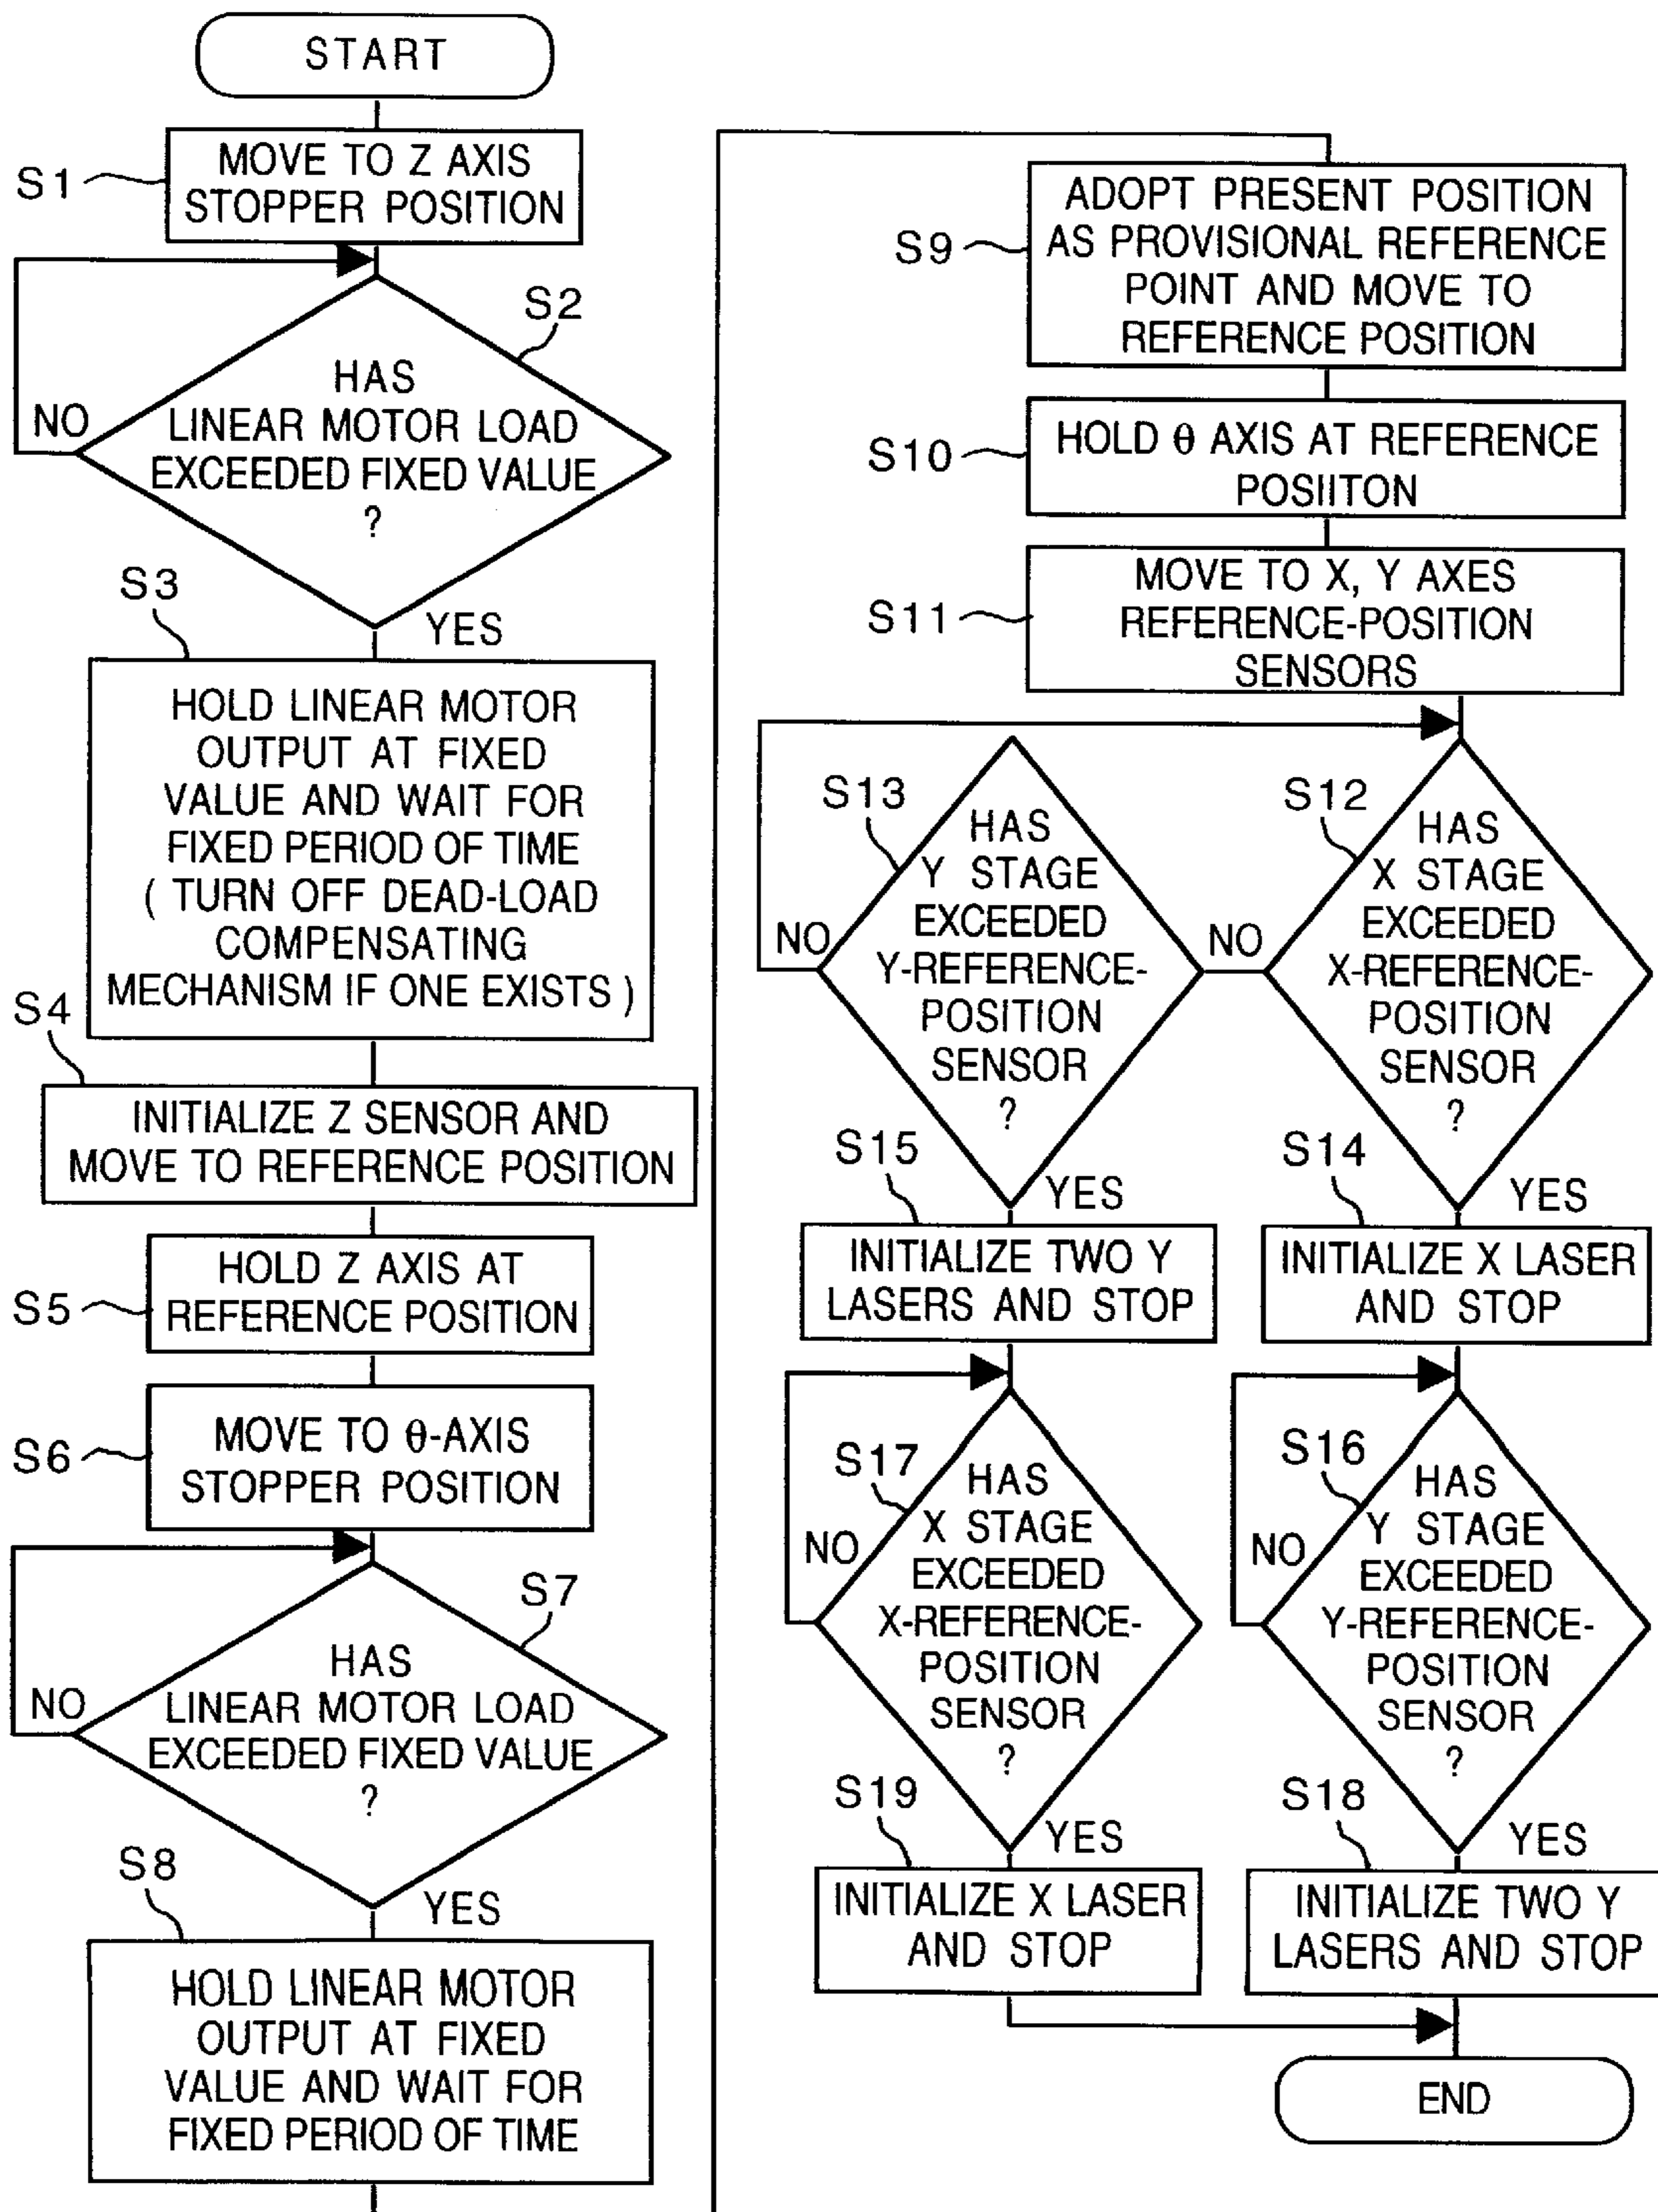 START
S1
MOVE TO Z AXIS
STOPPER POSITION
S2
HAS
LINEAR MOTOR LOAD
EXCEEDED FIXED VALUE
?
NO
YES
S3
HOLD LINEAR MOTOR
OUTPUT AT FIXED
VALUE AND WAIT FOR
FIXED PERIOD OF TIME
( TURN OFF DEAD-LOAD
COMPENSATING
MECHANISM IF ONE EXISTS )
S4
INITIALIZE Z SENSOR AND
MOVE TO REFERENCE POSITION
S5
HOLD Z AXIS AT
REFERENCE POSITION
S6
MOVE TO θ-AXIS
STOPPER POSITION
S7
HAS
LINEAR MOTOR LOAD
EXCEEDED FIXED VALUE
?
NO
YES
S8
HOLD LINEAR MOTOR
OUTPUT AT FIXED
VALUE AND WAIT FOR
FIXED PERIOD OF TIME
S9
ADOPT PRESENT POSITION
AS PROVISIONAL REFERENCE
POINT AND MOVE TO
REFERENCE POSITION
S10
HOLD θ AXIS AT REFERENCE
POSIITON
S11
MOVE TO X, Y AXES
REFERENCE-POSITION
SENSORS
S12
HAS
X STAGE
EXCEEDED
X-REFERENCE-
POSITION
SENSOR
?
NO
YES
S13
HAS
Y STAGE
EXCEEDED
Y-REFERENCE-
POSITION
SENSOR
?
NO
YES
S14
INITIALIZE X LASER
AND STOP
S15
INITIALIZE TWO Y
LASERS AND STOP
S16
HAS
Y STAGE
EXCEEDED
Y-REFERENCE-
POSITION
SENSOR
?
NO
YES
S17
HAS
X STAGE
EXCEEDED
X-REFERENCE-
POSITION
SENSOR
?
NO
YES
S18
INITIALIZE TWO Y
LASERS AND STOP
S19
INITIALIZE X LASER
AND STOP
END